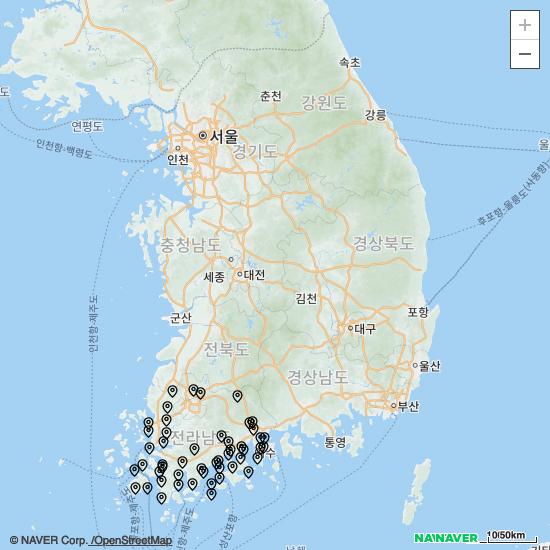 +
−
속초
춘천
강원도
강릉
도
연평도
서울
인천
경기도
울
인천항-백령도
후포항-울릉도(사동항)
충청남도
경상북도
세종
대전
김천
인천항-제주도
군산
포항
대구
전북도
울산
경상남도
부산
전라남
통영
수
© NAVER Corp. /OpenStreetMap
NAVER
10/50km